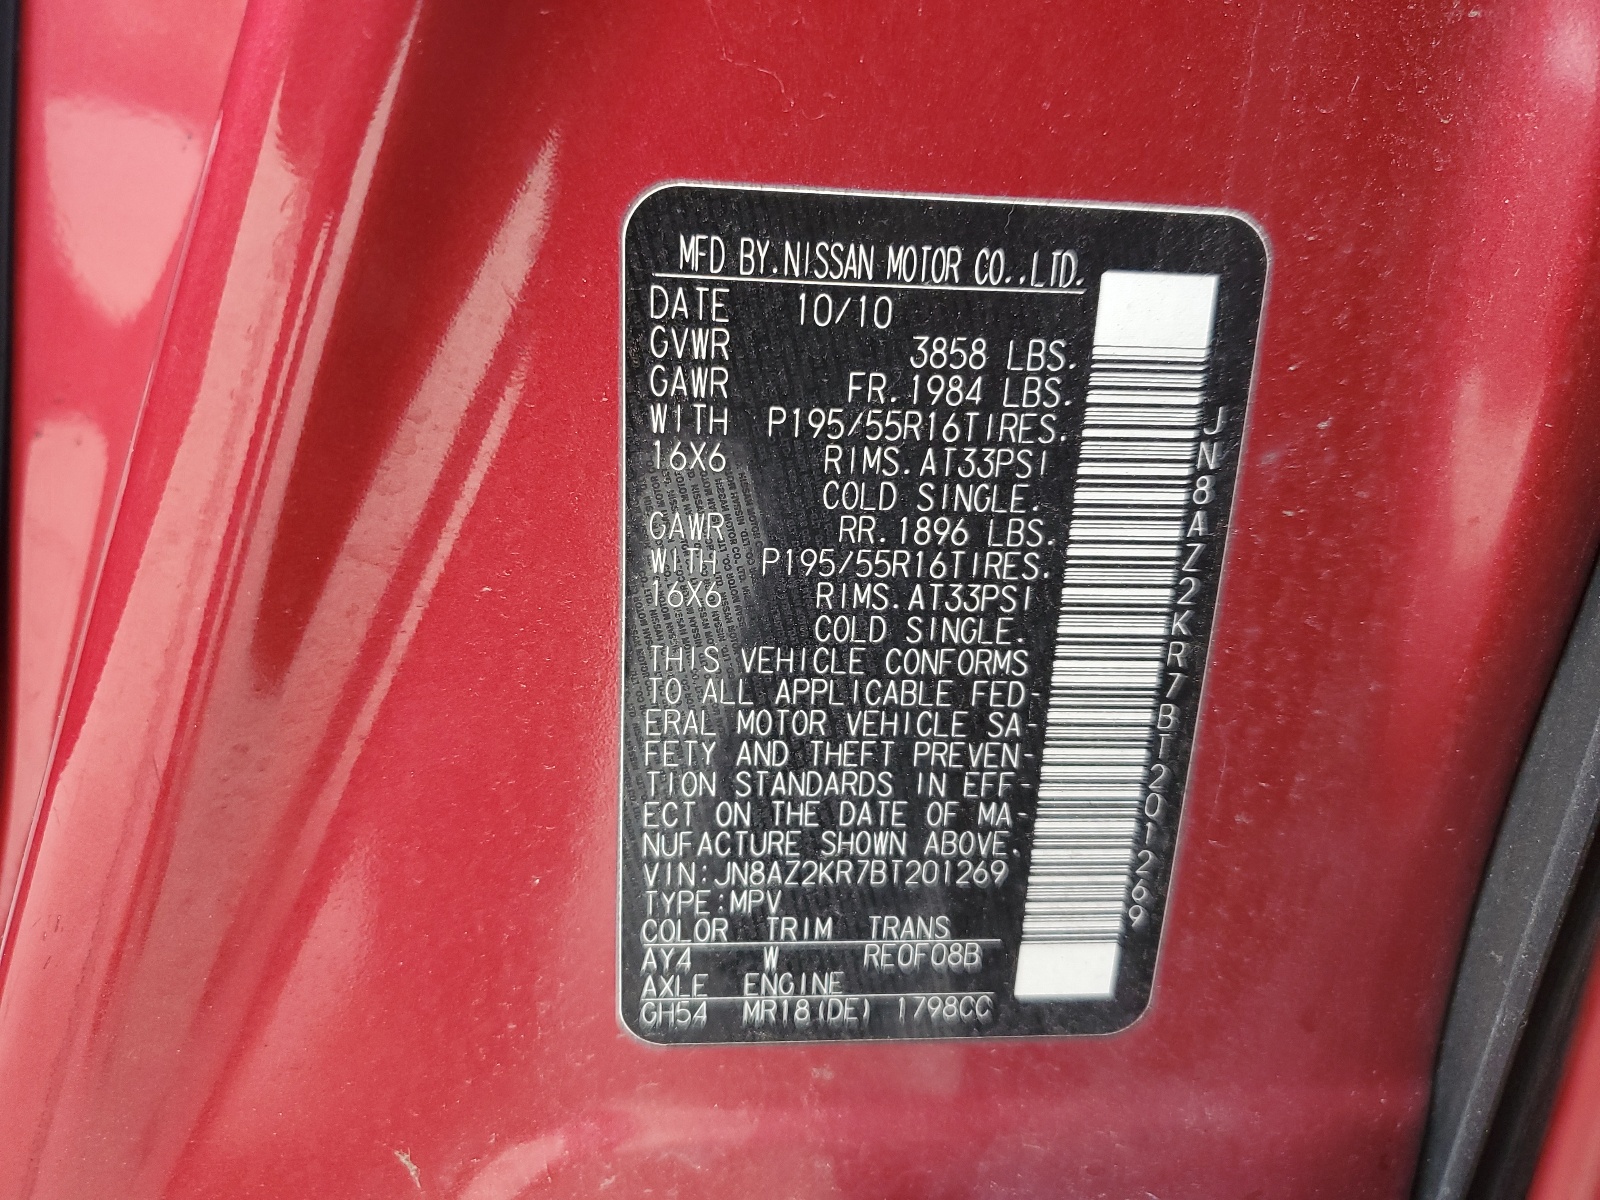 MFD BY.NISSAN MOTOR CO.,LTD.
DATE 10/10
GVWR 3858 LBS.
GAWR FR.1984 LBS.
WITH P195/55R16TIRES.
16X6 RIMS.AT33PSI
COLD SINGLE.
GAWR RR.1896 LBS.
WITH P195/55R16TIRES.
16X6 RIMS.AT33PSI
COLD SINGLE.
THIS VEHICLE CONFORMS
TO ALL APPLICABLE FED-
ERAL MOTOR VEHICLE SA-
FETY AND THEFT PREVEN-
TION STANDARDS IN EFF-
ECT ON THE DATE OF MA-
NUFACTURE SHOWN ABOVE.
VIN:JN8AZ2KR7BT201269
TYPE:MPV
COLOR TRIM TRANS
AY4 W RE0F08B
AXLE ENGINE
GH54 MR18(DE) 1798CC
JN8AZ2KR7BT201269